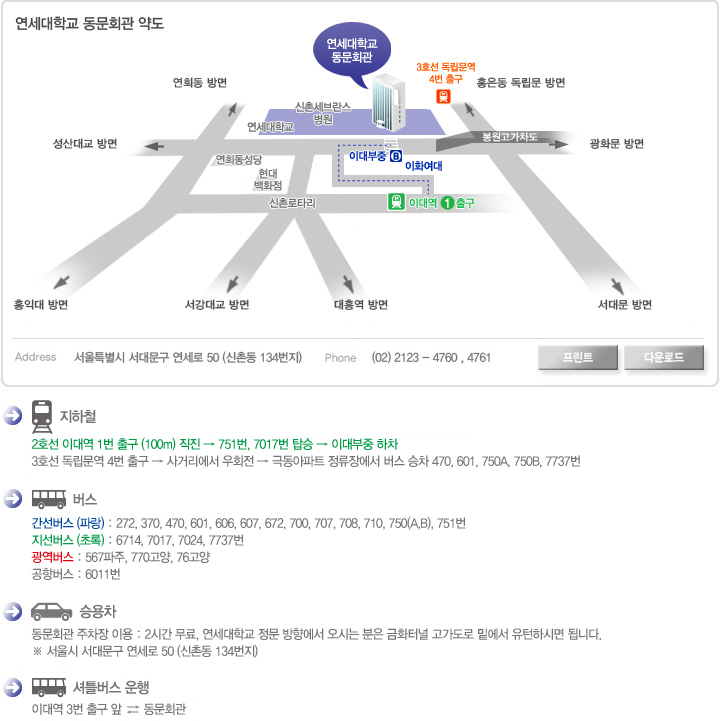 연세대학교 동문회관 약도
연세대학교
동문회관
3호선 독립문역
4번 출구
연희동 방면
홍은동 독립문 방면
신촌세브란스
병원
연세대학교
봉원고가차도
성산대교 방면
광화문 방면
이대부중 B
연희동성당
이화여대
현대
백화점
신촌로타리
이대역 1 출구
홍익대 방면
서강대교 방면
대흥역 방면
서대문 방면
Address 서울특별시 서대문구 연세로 50 (신촌동 134번지) Phone (02) 2123 - 4760 , 4761
프린트
다운로드
지하철
2호선 이대역 1번 출구 (100m) 직진 → 751번, 7017번 탑승 → 이대부중 하차
3호선 독립문역 4번 출구 → 사거리에서 우회전 → 극동아파트 정류장에서 버스 승차 470, 601, 750A, 750B, 7737번
버스
간선버스 (파랑) : 272, 370, 470, 601, 606, 607, 672, 700, 707, 708, 710, 750(A,B), 751번
지선버스 (초록) : 6714, 7017, 7024, 7737번
광역버스 : 567파주, 770고양, 76고양
공항버스 : 6011번
승용차
동문회관 주차장 이용 : 2시간 무료, 연세대학교 정문 방향에서 오시는 분은 금화터널 고가도로 밑에서 유턴하시면 됩니다.
※ 서울시 서대문구 연세로 50 (신촌동 134번지)
셔틀버스 운행
이대역 3번 출구 앞 ⇄ 동문회관